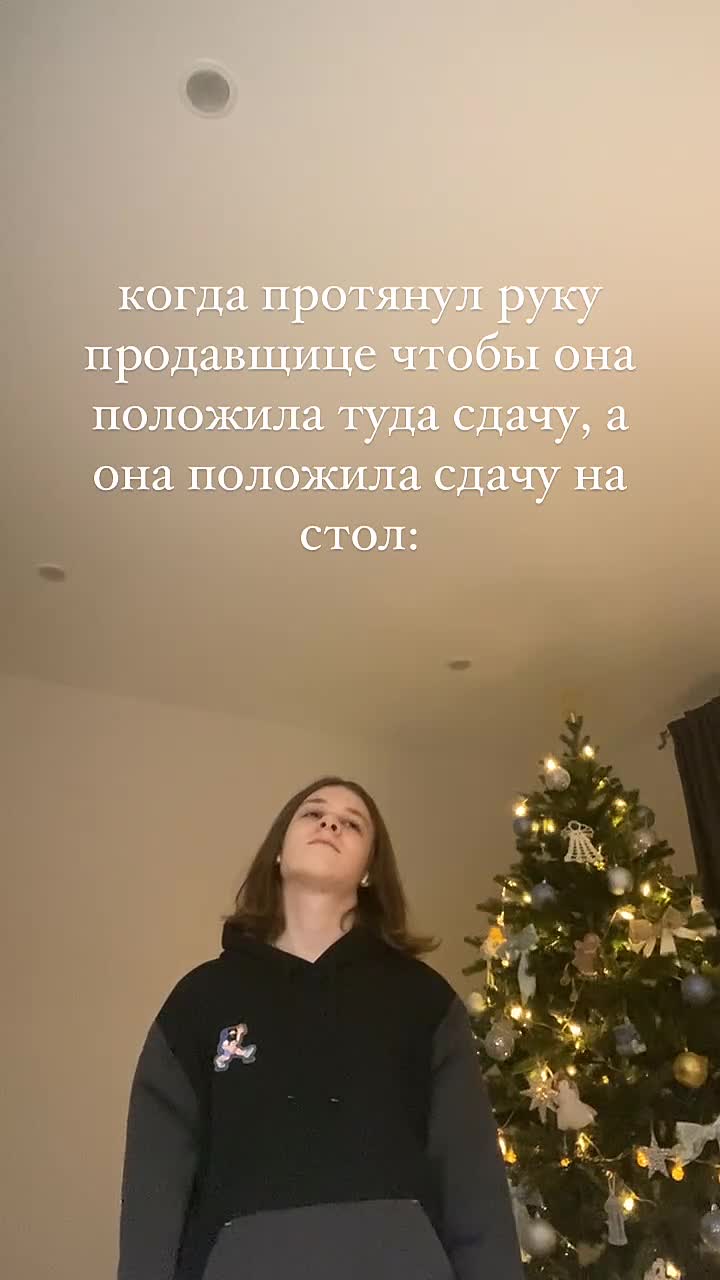 когда протянул руку
продавщице чтобы она
положила туда сдачу, а
она положила сдачу на
стол: